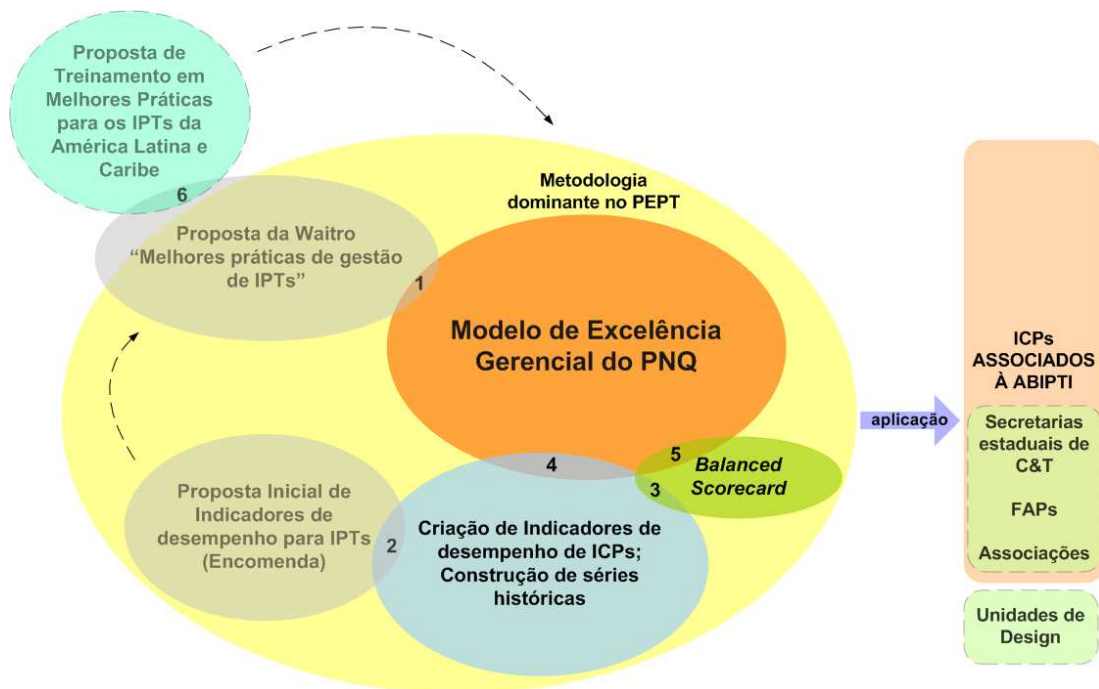 Proposta de
Treinamento em
Melhores Práticas
para os IPTs da
América Latina e
Caribe
6
Proposta da Waitro
“Melhores práticas de gestão
de IPTs”
1
Metodologia
dominante no PEPT
Modelo de Excelência
Gerencial do PNQ
4
5
3
Balanced
Scorecard
Proposta Inicial de
Indicadores de
desempenho para IPTs
(Encomenda)
2
Criação de Indicadores de
desempenho de ICPs;
Construção de séries
históricas
aplicação
ICPs
ASSOCIADOS
À ABIPTI
Secretarias
estaduais de
C&T
FAPs
Associações
Unidades de
Design